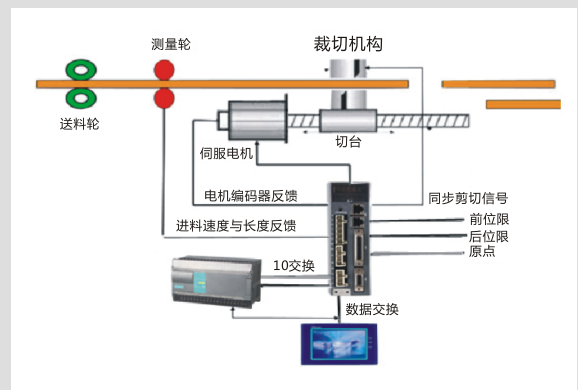 测量轮
裁切机构
送料轮
切台
伺服电机
电机编码器反馈
同步剪切信号
进料速度与长度反馈
前位限
后位限
原点
10交换
数据交换